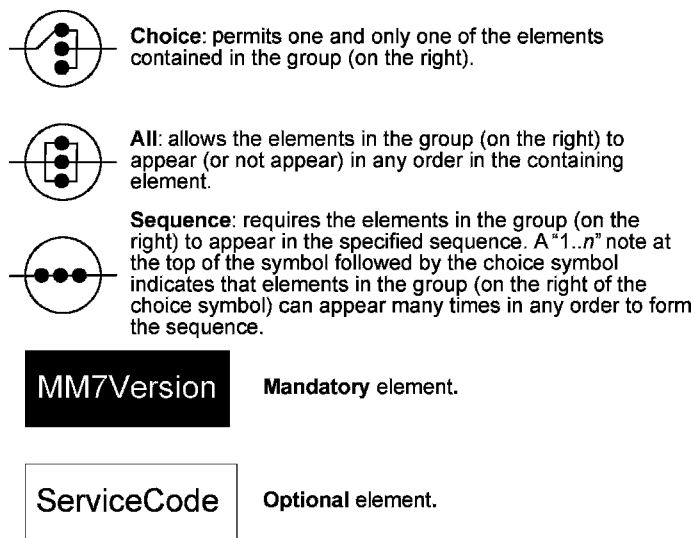 Choice: permits one and only one of the elements
contained in the group (on the right).
All: allows the elements in the group (on the right) to
appear (or not appear) in any order in the containing
element.
Sequence: requires the elements in the group (on the
right) to appear in the specified sequence. A “1..n” note at
the top of the symbol followed by the choice symbol
indicates that elements in the group (on the right of the
choice symbol) can appear many times in any order to form
the sequence.
MM7Version Mandatory element.
ServiceCode Optional element.